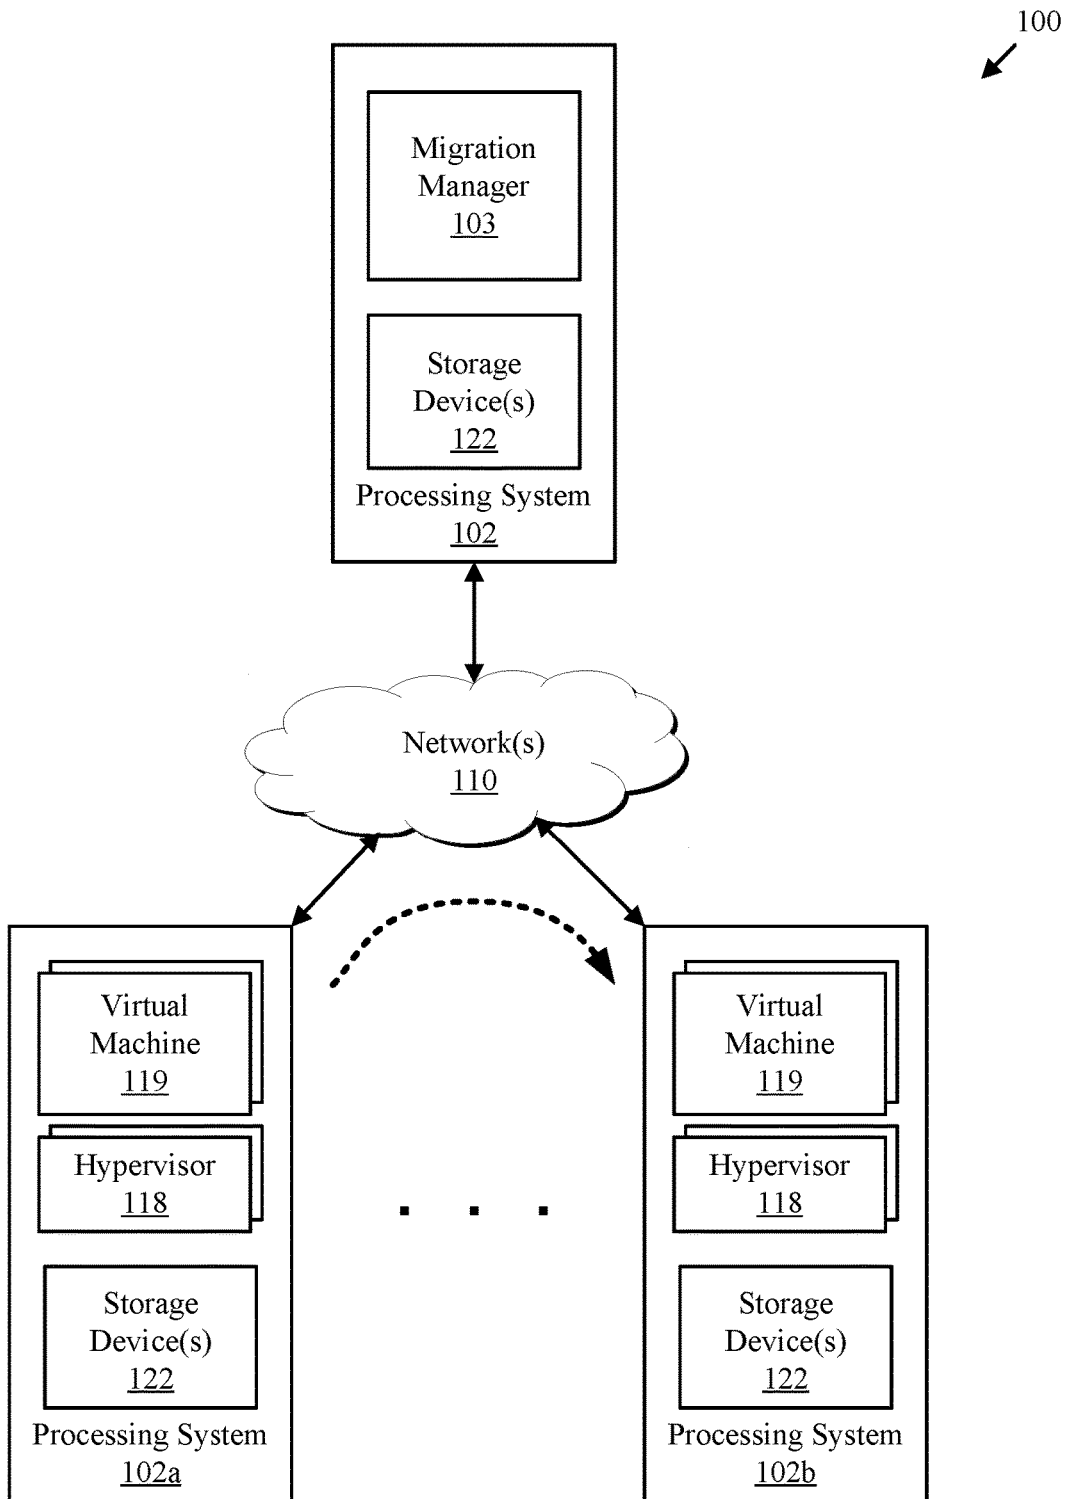 100
Migration
Manager
103
Storage
Device(s)
122
Processing System
102
Network(s)
110
Virtual
Machine
119
Hypervisor
118
Storage
Device(s)
122
Processing System
102a
Virtual
Machine
119
Hypervisor
118
Storage
Device(s)
122
Processing System
102b